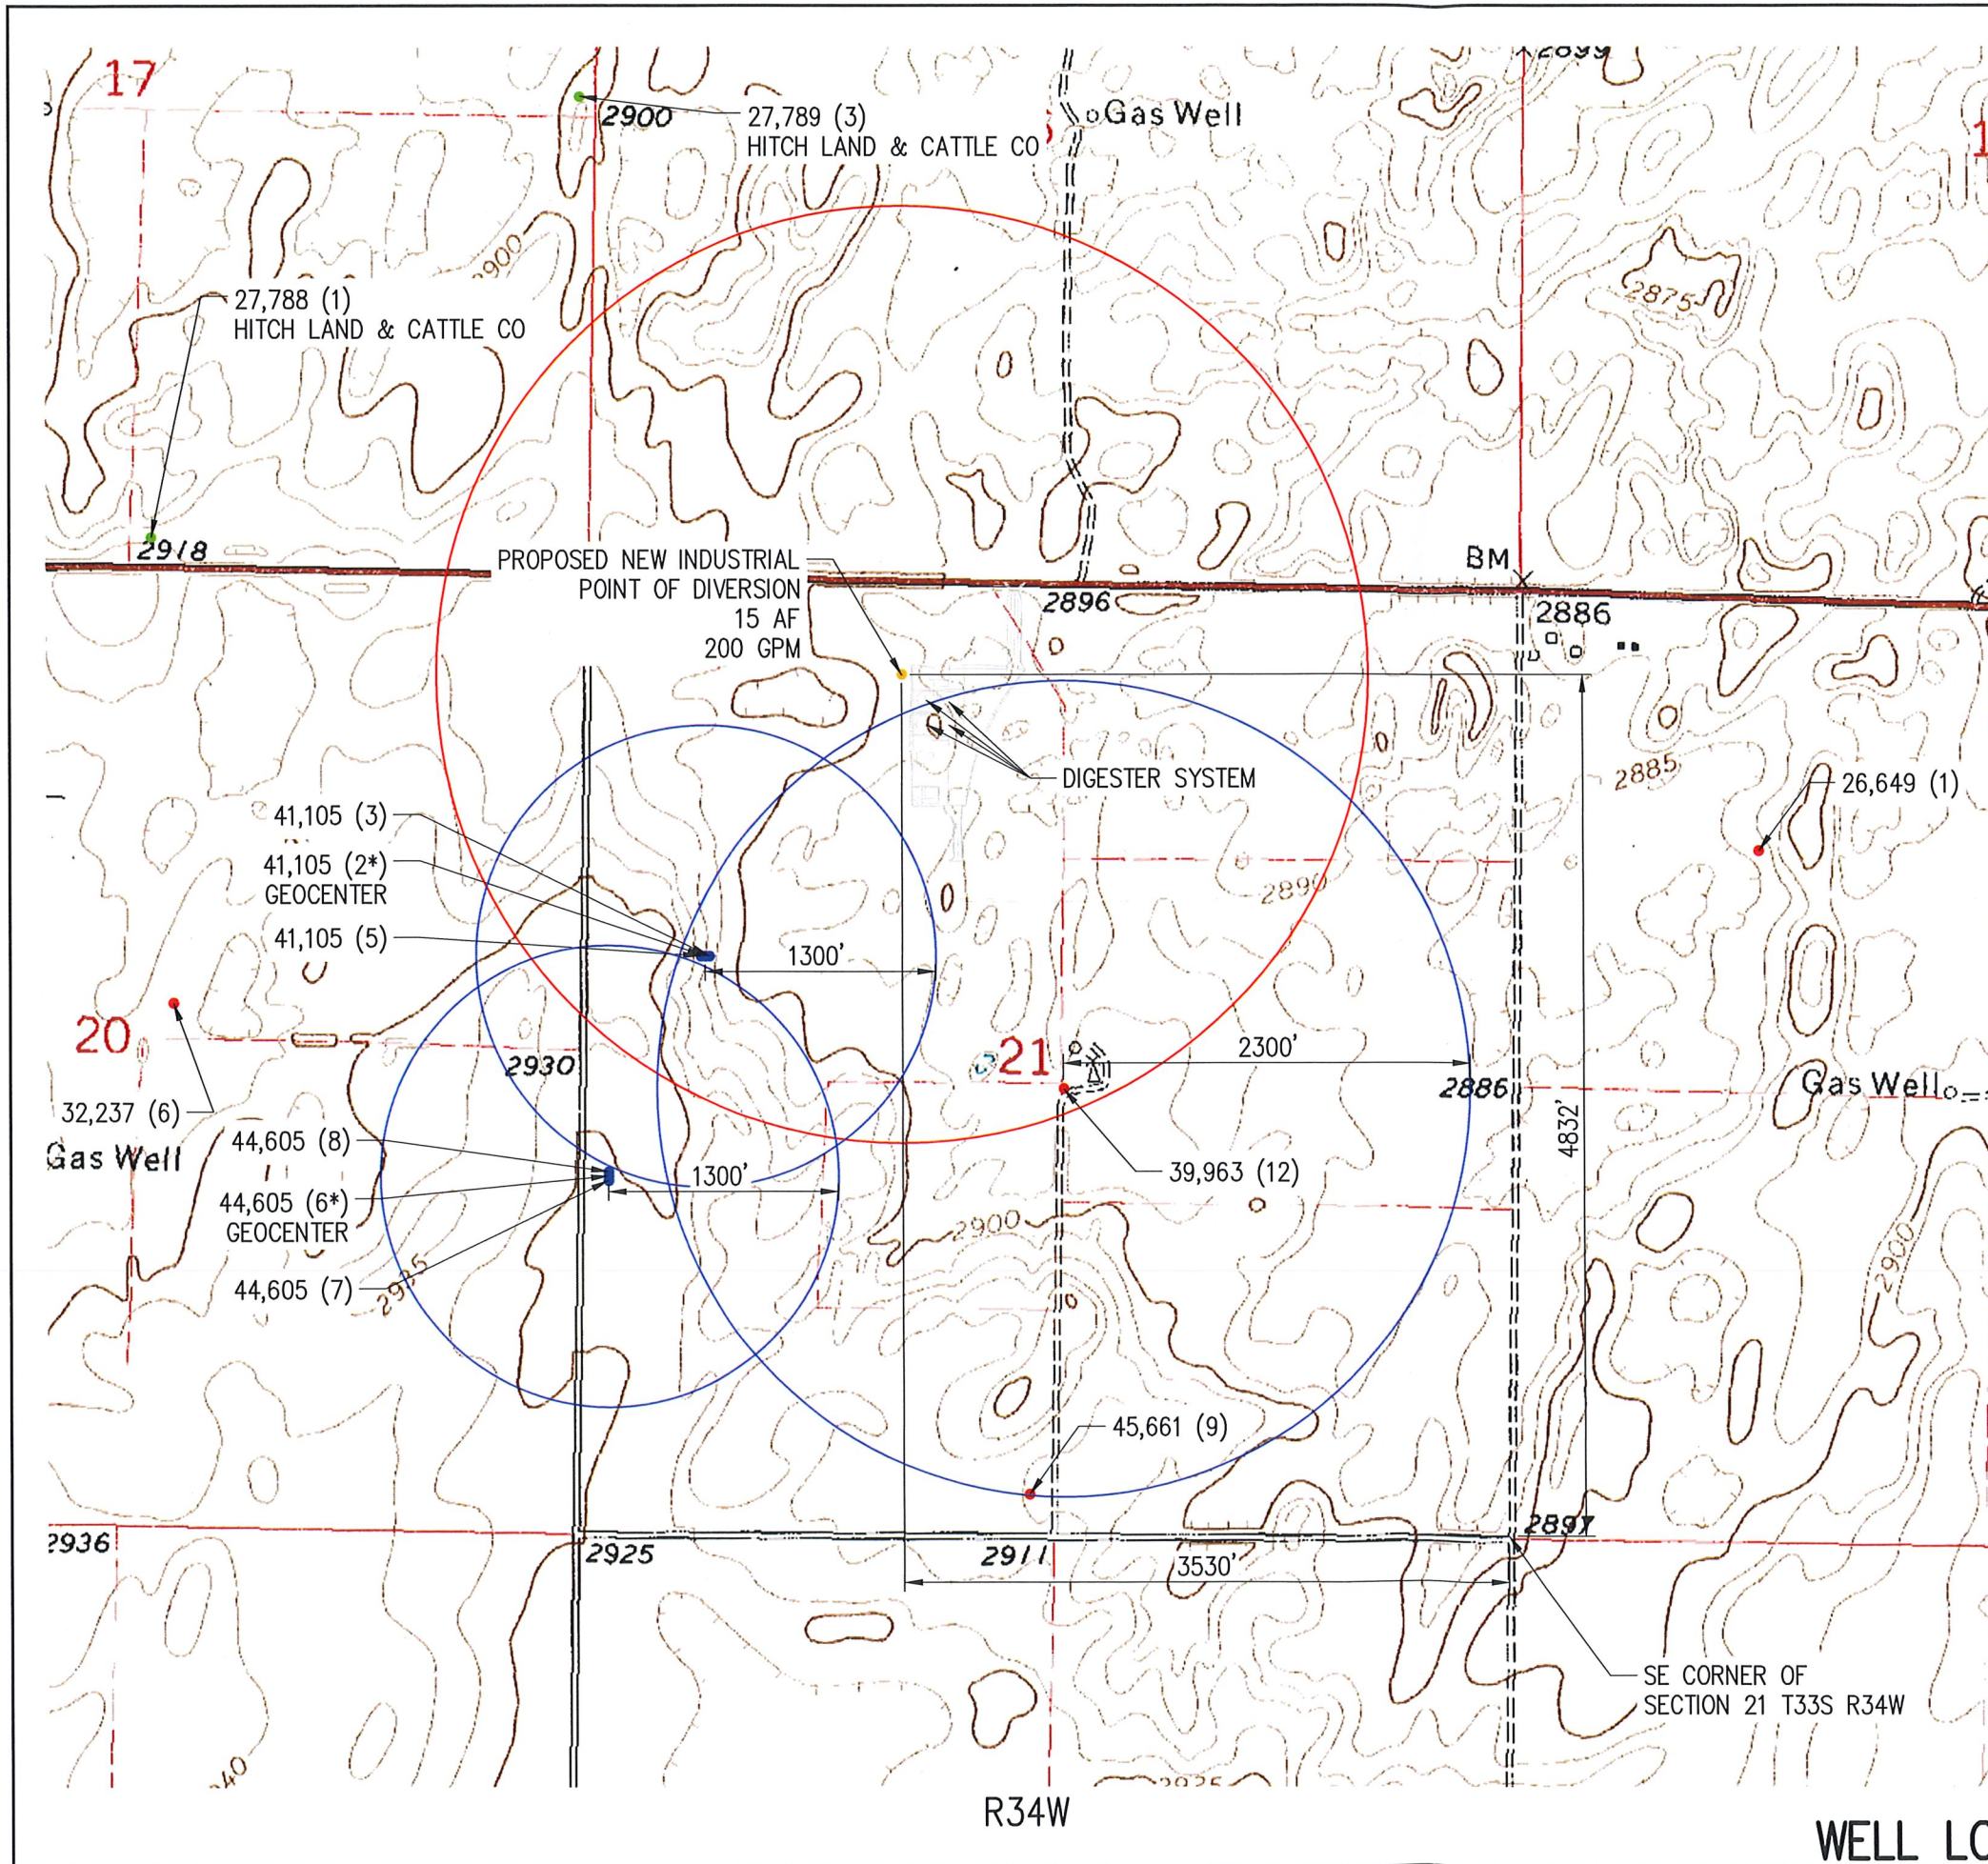 2899
17
Gas Well
2900
27,789 (3)
HITCH LAND & CATTLE CO
2900
27,788 (1)
HITCH LAND & CATTLE CO
2875
2918
PROPOSED NEW INDUSTRIAL
POINT OF DIVERSION
15 AF
200 GPM
BM
2896
2886
DIGESTER SYSTEM
2885
26,649 (1)
41,105 (3)
41,105 (2*)
GEOCENTER
41,105 (5)
2890
1300'
20
2930
21
2300'
2886
Gas Well
4832'
32,237 (6)
Gas Well
44,605 (8)
44,605 (6*)
GEOCENTER
44,605 (7)
1300'
39,963 (12)
2900
2900
2935
45,661 (9)
2936
2925
2911
2897
3530'
SE CORNER OF
SECTION 21 T33S R34W
2925
R34W
WELL LO